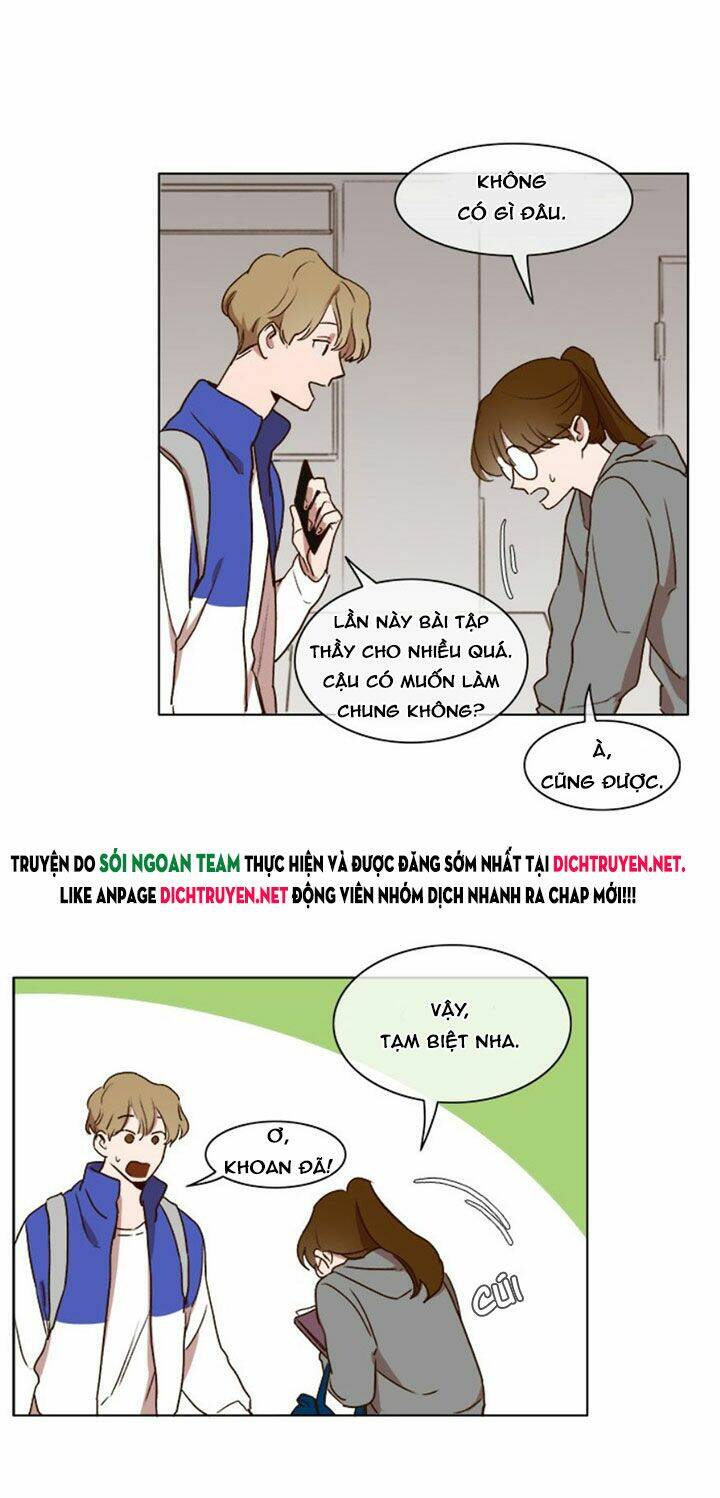 KHÔNG
CÓ GÌ ĐÂU.
LẦN NÀY BÀI TẬP
THẦY CHO NHIỀU QUÁ.
CẬU CÓ MUỐN LÀM
CHUNG KHÔNG?
À,
CŨNG ĐƯỢC.
TRUYỆN DO SÓI NGOAN TEAM THỰC HIỆN VÀ ĐƯỢC ĐĂNG SỚM NHẤT TẠI DICHTRUYEN.NET.
LIKE ANPAGE DICHTRUYEN.NET ĐỘNG VIÊN NHÓM DỊCH NHANH RA CHAP MỚI!!!
VẬY,
TẠM BIỆT NHA.
Ơ,
KHOAN ĐÃ!
CÚI